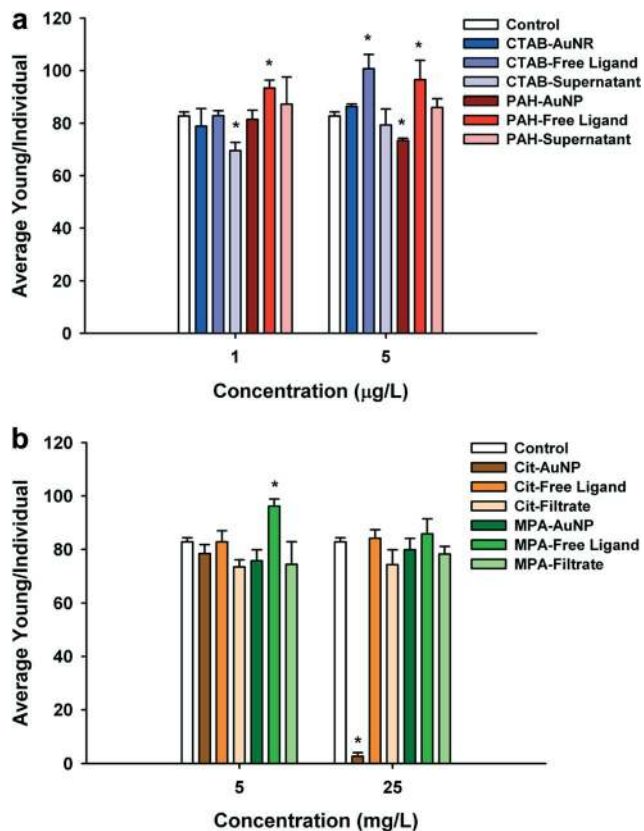 a
120
100
80
60
40
20
0
Average Young/Individual
* * * * *
1 5
Concentration (µg/L)
Control
CTAB-AuNR
CTAB-Free Ligand
CTAB-Supernatant
PAH-AuNP
PAH-Free Ligand
PAH-Supernatant
b
120
100
80
60
40
20
0
Average Young/Individual
* *
5 25
Concentration (mg/L)
Control
Cit-AuNP
Cit-Free Ligand
Cit-Filtrate
MPA-AuNP
MPA-Free Ligand
MPA-Filtrate